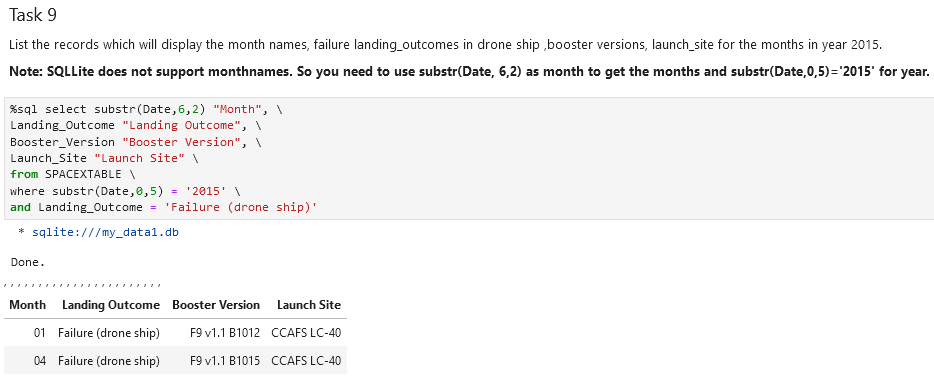 Task 9
List the records which will display the month names, failure landing_outcomes in drone ship ,booster versions, launch_site for the months in year 2015.
Note: SQLLite does not support monthnames. So you need to use substr(Date, 6,2) as month to get the months and substr(Date,0,5)='2015' for year.
%sql select substr(Date,6,2) "Month", \
Landing_Outcome "Landing Outcome", \
Booster_Version "Booster Version", \
Launch_Site "Launch Site" \
from SPACEXTABLE \
where substr(Date,0,5) = '2015' \
and Landing_Outcome = 'Failure (drone ship)'
* sqlite:///my_data1.db
Done.
Month Landing Outcome Booster Version Launch Site
01 Failure (drone ship) F9 v1.1 B1012 CCAFS LC-40
04 Failure (drone ship) F9 v1.1 B1015 CCAFS LC-40